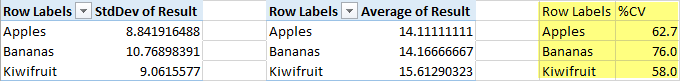 Row Labels StdDev of Result Row Labels Average of Result Row Labels %CV
Apples 8.841916488 Apples 14.11111111 Apples 62.7
Bananas 10.76898391 Bananas 14.16666667 Bananas 76.0
Kiwifruit 9.0615577 Kiwifruit 15.61290323 Kiwifruit 58.0